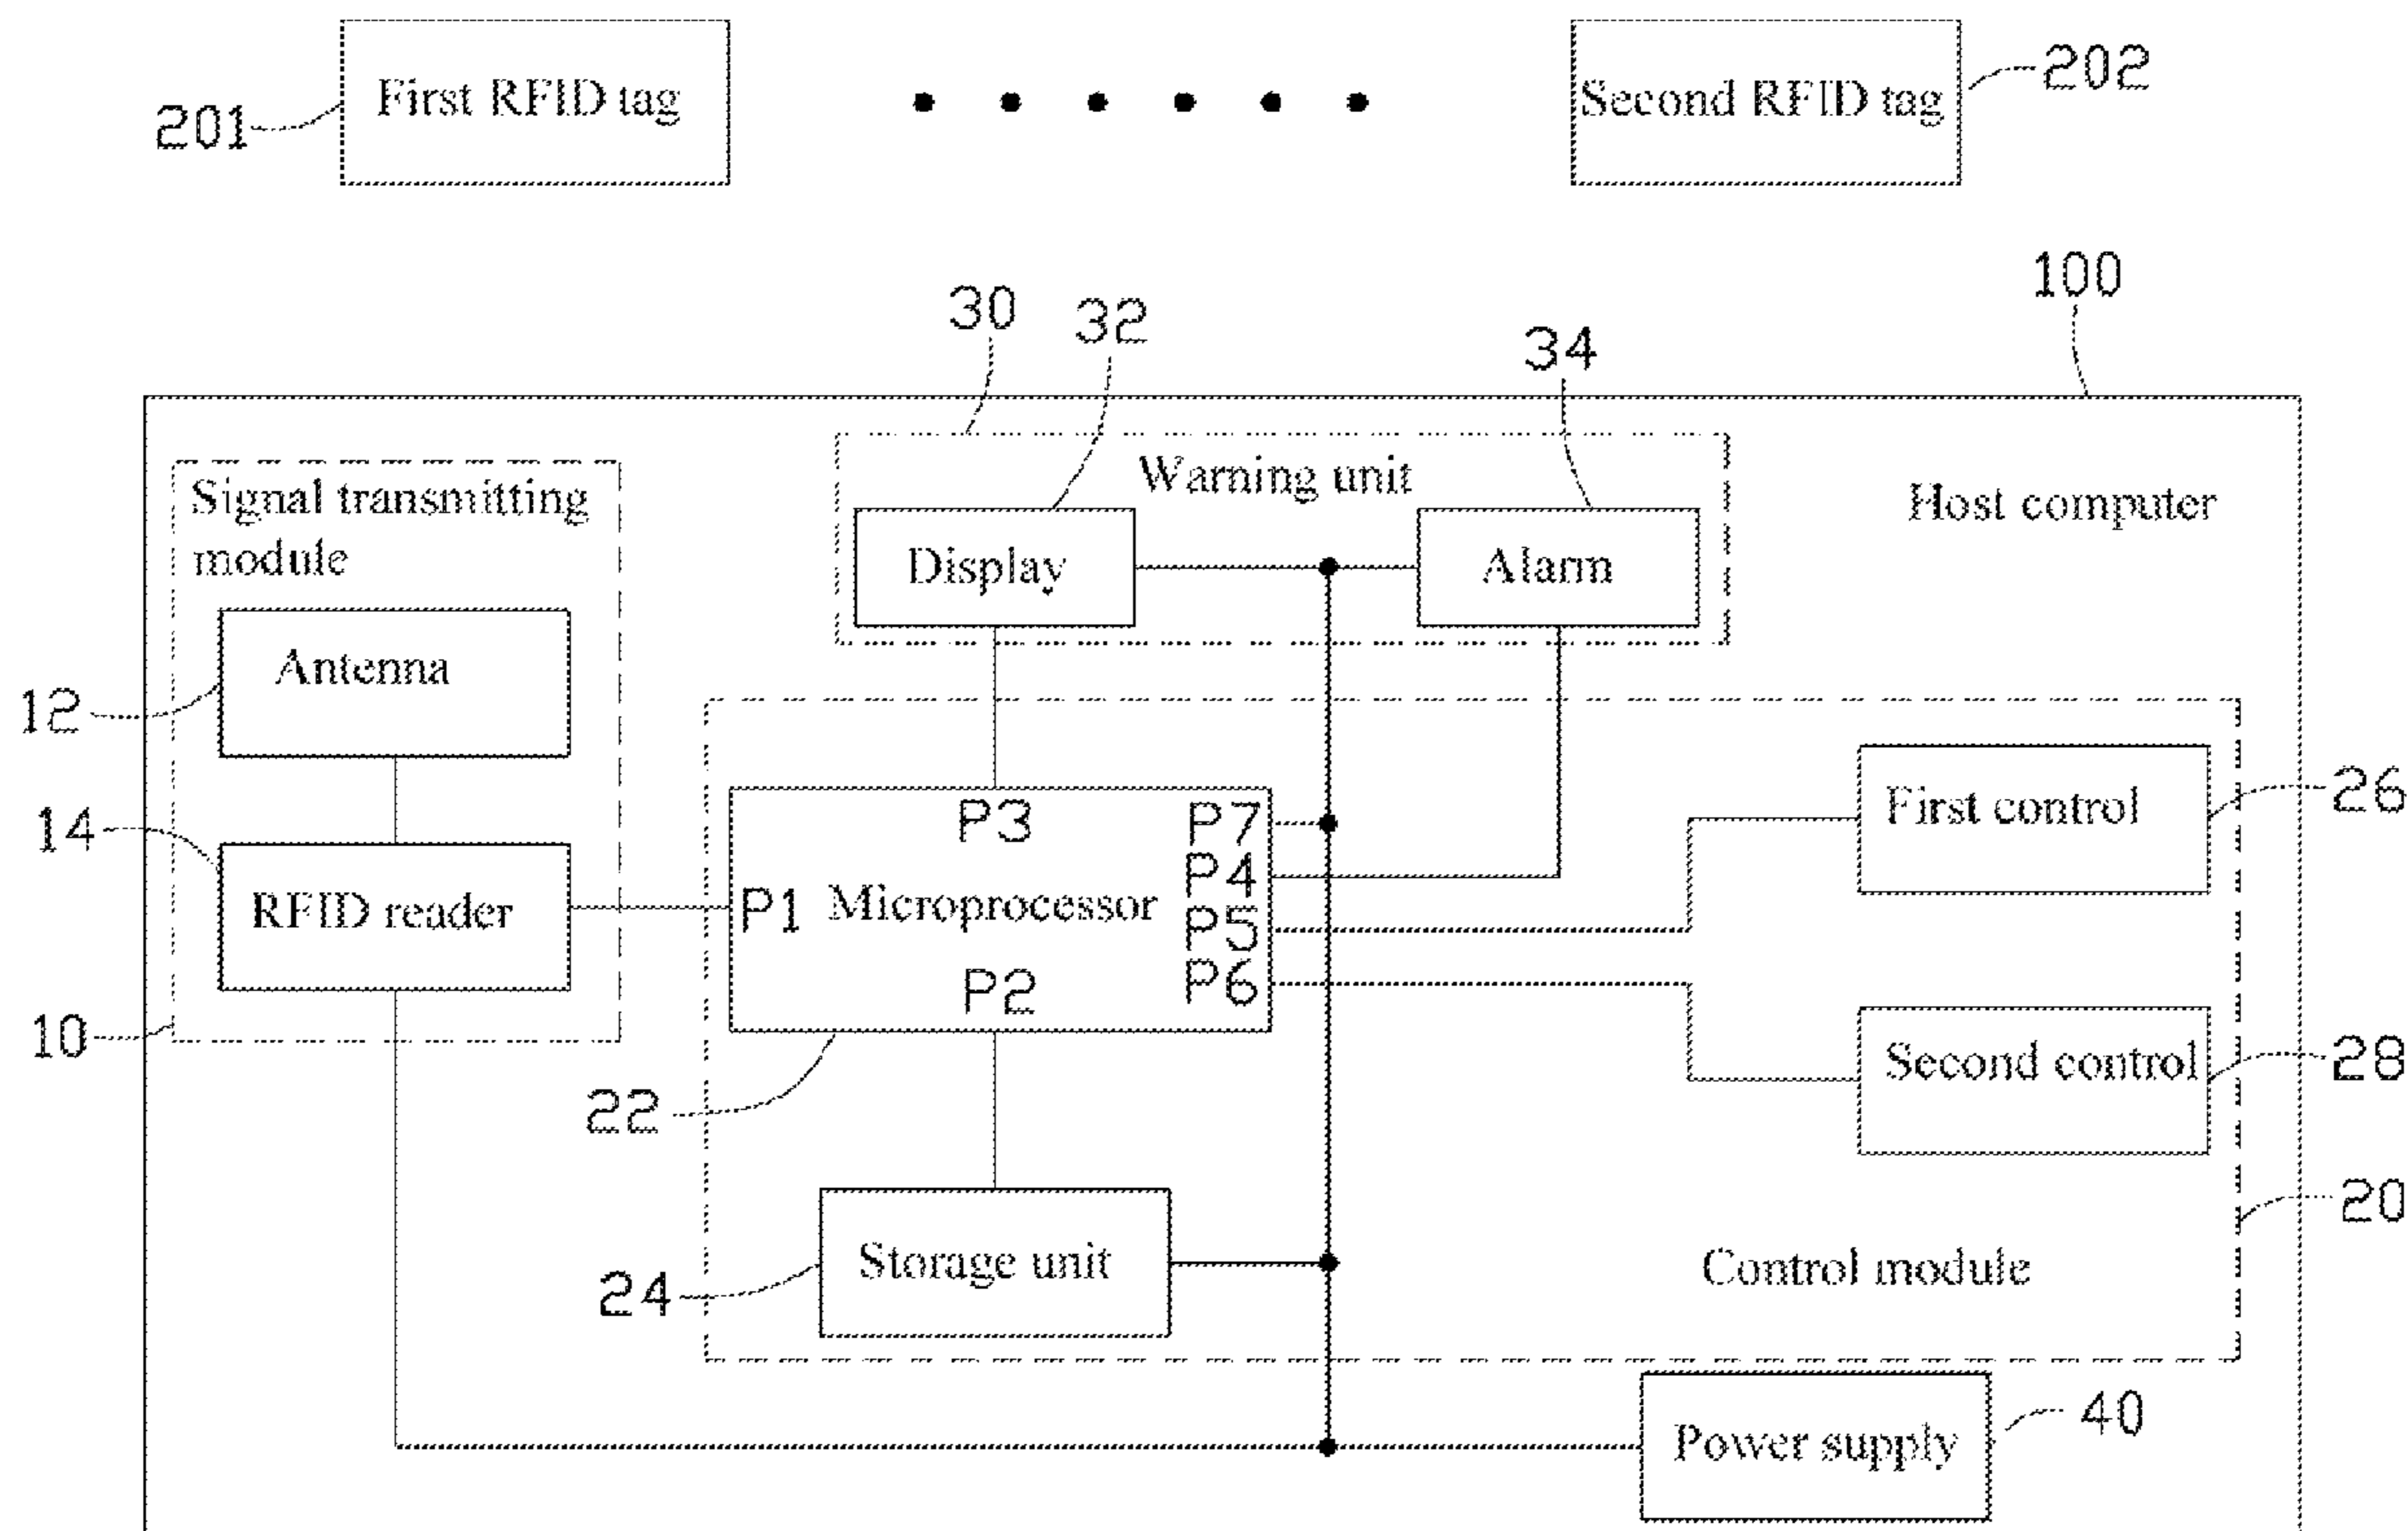 First RFID tag
Second RFID tag
202
201
100
30
32
34
Warning unit
Host computer
Signal transmitting
module
Display
Alarm
Antenna
12
First control
26
P3
P7
14
P4
RFID reader
P1
Microprocessor
P5
P6
P2
10
Second control
28
22
20
Storage unit
24
Control module
40
Power supply